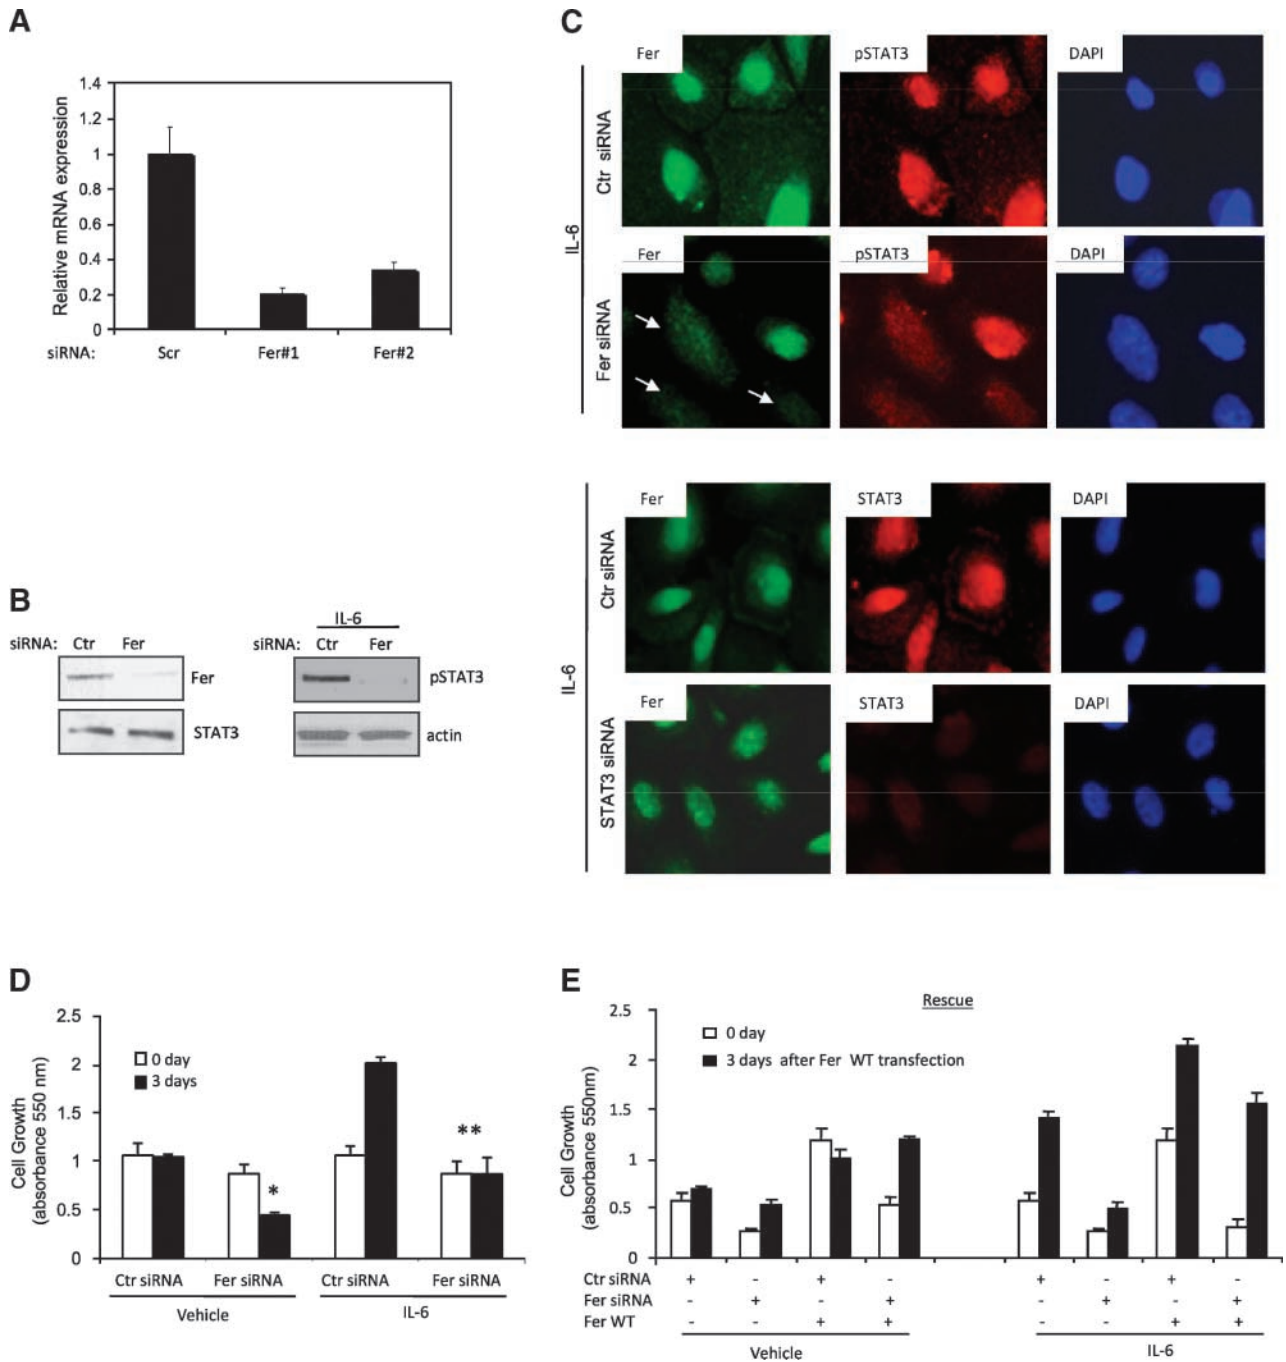 A
1.4
1.2
1
0.8
0.6
0.4
0.2
0
Relative mRNA expression
siRNA: Scr Fer#1 Fer#2
B
IL-6
siRNA: Ctr Fer siRNA: Ctr Fer
Fer pSTAT3
STAT3 actin
C
IL-6
Ctr siRNA
Fer pSTAT3 DAPI
Fer siRNA
Fer pSTAT3 DAPI
IL-6
Ctr siRNA
Fer STAT3 DAPI
STAT3 siRNA
Fer STAT3 DAPI
D
2.5
2
1.5
1
0.5
0
Cell Growth
(absorbance 550 nm)
0 day
3 days
*
**
Ctr siRNA Fer siRNA Ctr siRNA Fer siRNA
Vehicle IL-6
E
Rescue
2.5
2
1.5
1
0.5
0
Cell Growth
(absorbance 550nm)
0 day
3 days after Fer WT transfection
Ctr siRNA + - + - + - + -
Fer siRNA - + - + - + - +
Fer WT - - + + - - + +
Vehicle IL-6